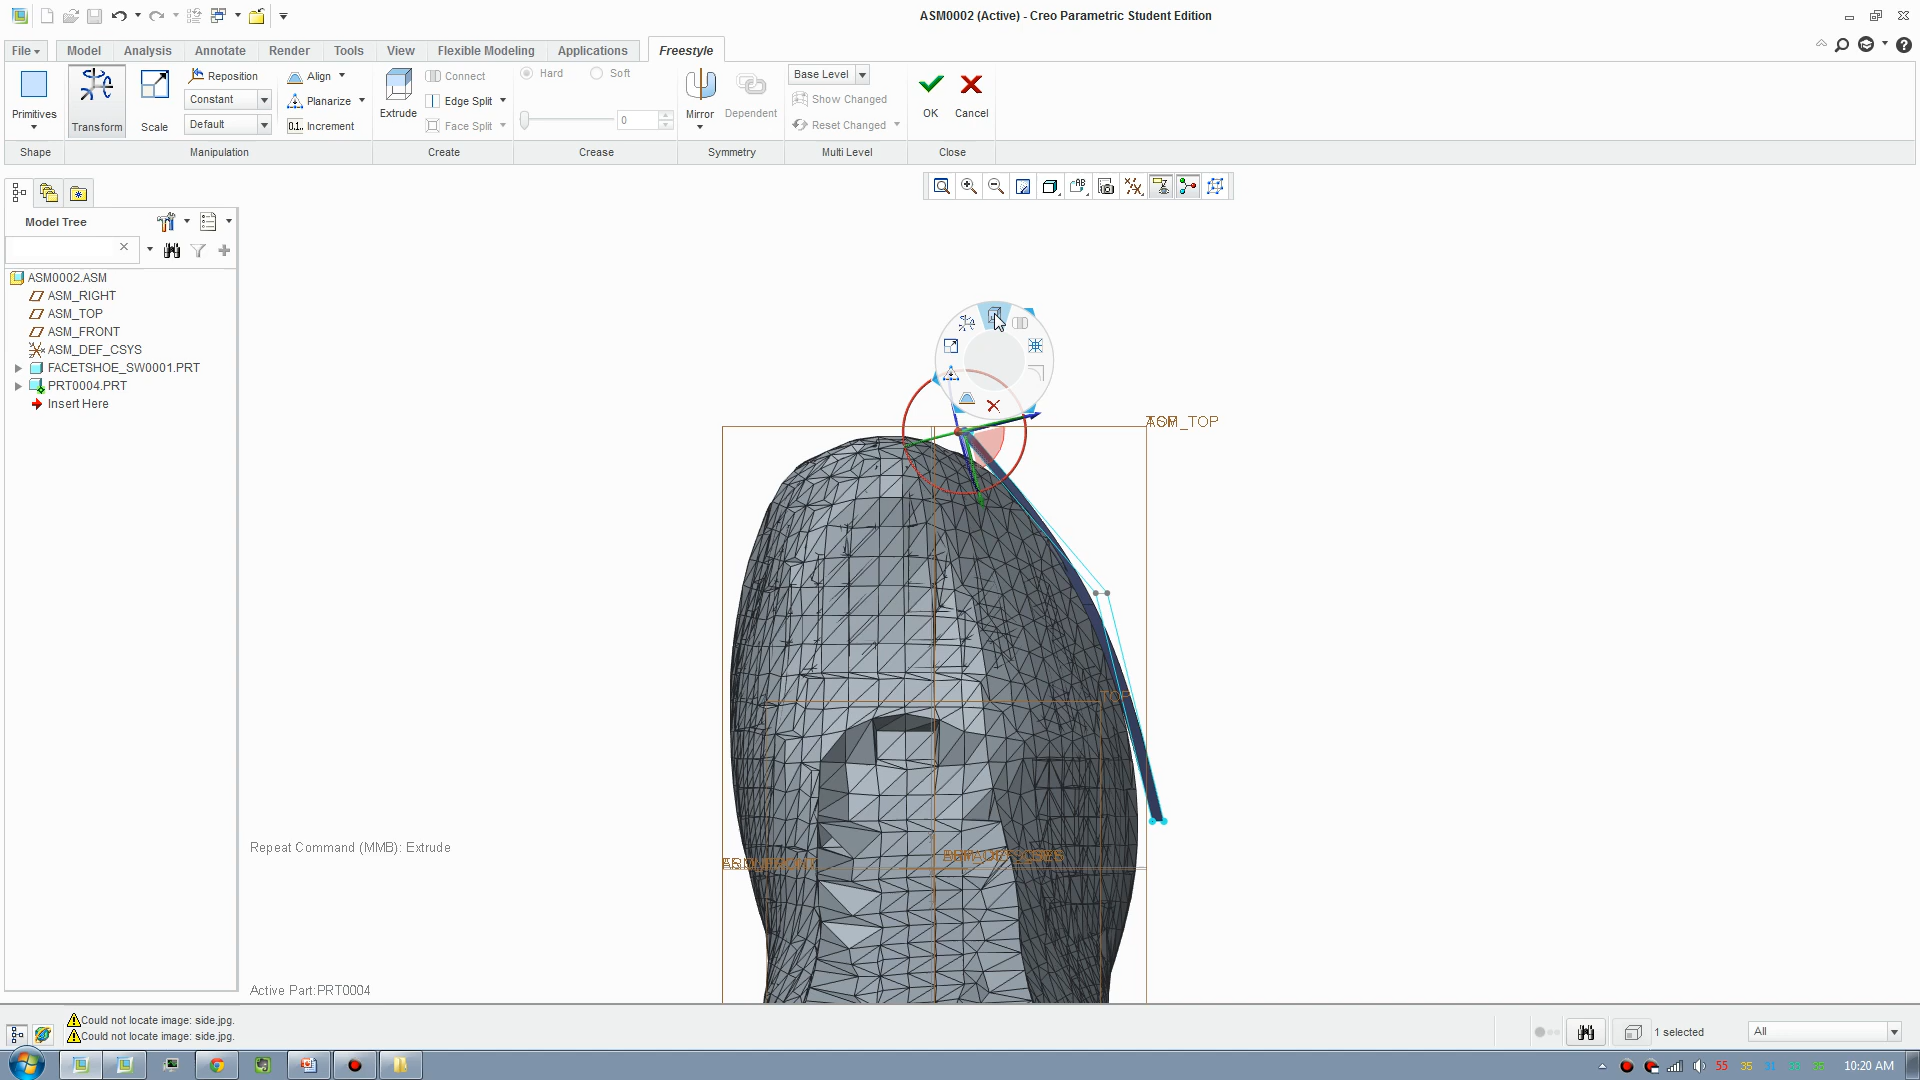 ASM0002 (Active) - Creo Parametric Student Edition
File
Model
Analysis
Annotate
Render
Tools
View
Flexible Modeling
Applications
Freestyle
Primitives
Transform
Scale
Reposition
Constant
Default
Align
Planarize
0.1.. Increment
Extrude
Connect
Edge Split
Face Split
Hard
Soft
0
Mirror
Dependent
Base Level
Show Changed
Reset Changed
OK
Cancel
Shape
Manipulation
Create
Crease
Symmetry
Multi Level
Close
Model Tree
ASM0002.ASM
ASM_RIGHT
ASM_TOP
ASM_FRONT
ASM_DEF_CSYS
FACETSHOE_SW0001.PRT
PRT0004.PRT
Insert Here
TOP
Repeat Command (MMB): Extrude
Active Part:PRT0004
Could not locate image: side.jpg.
Could not locate image: side.jpg.
1 selected
All
55
35
10:20 AM